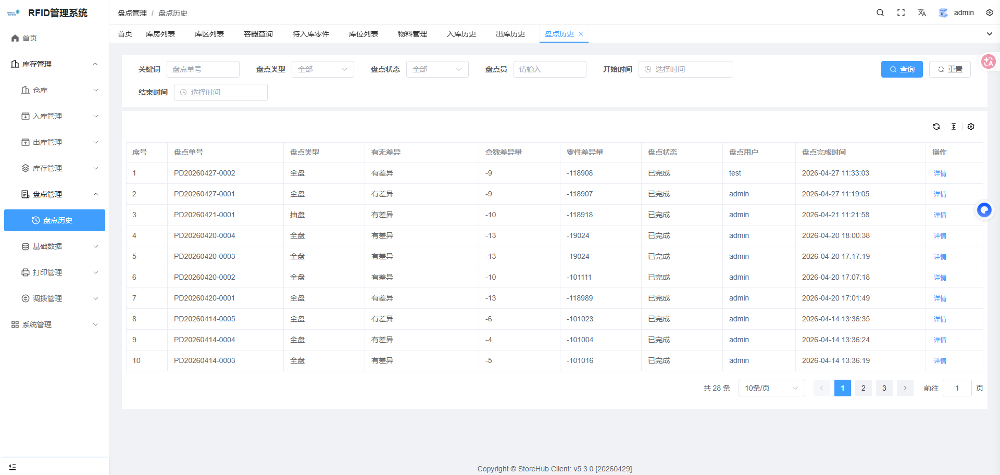 RFID管理系统
首页
库存管理
仓库
入库管理
出库管理
库存管理
盘点管理
盘点历史
基础数据
打印管理
调拨管理
系统管理
盘点管理 / 盘点历史
admin
首页 库房列表 库区列表 容器查询 待入库零件 库位列表 物料管理 入库历史 出库历史 盘点历史
关键词 盘点单号 盘点类型 全部 盘点状态 全部 盘点员 请输入 开始时间 选择时间 查询 重置
结束时间 选择时间
序号 盘点单号 盘点类型 有无差异 盒数差异量 零件差异量 盘点状态 盘点用户 盘点完成时间 操作
1 PD20260427-0002 全盘 有差异 -9 -118908 已完成 test 2026-04-27 11:33:03 详情
2 PD20260427-0001 全盘 有差异 -9 -118907 已完成 admin 2026-04-27 11:19:05 详情
3 PD20260421-0001 抽盘 有差异 -10 -118918 已完成 admin 2026-04-21 11:21:58 详情
4 PD20260420-0004 全盘 有差异 -13 -19024 已完成 admin 2026-04-20 18:00:38 详情
5 PD20260420-0003 全盘 有差异 -13 -19024 已完成 admin 2026-04-20 17:17:19 详情
6 PD20260420-0002 全盘 有差异 -10 -101111 已完成 admin 2026-04-20 17:07:18 详情
7 PD20260420-0001 全盘 有差异 -13 -118989 已完成 admin 2026-04-20 17:01:49 详情
8 PD20260414-0005 全盘 有差异 -6 -101023 已完成 admin 2026-04-14 13:36:35 详情
9 PD20260414-0004 全盘 有差异 -4 -101004 已完成 admin 2026-04-14 13:36:24 详情
10 PD20260414-0003 全盘 有差异 -5 -101016 已完成 admin 2026-04-14 13:36:19 详情
共 28 条 10条/页 1 2 3 前往 1 页
Copyright © StoreHub Client: v5.3.0 [20260429]